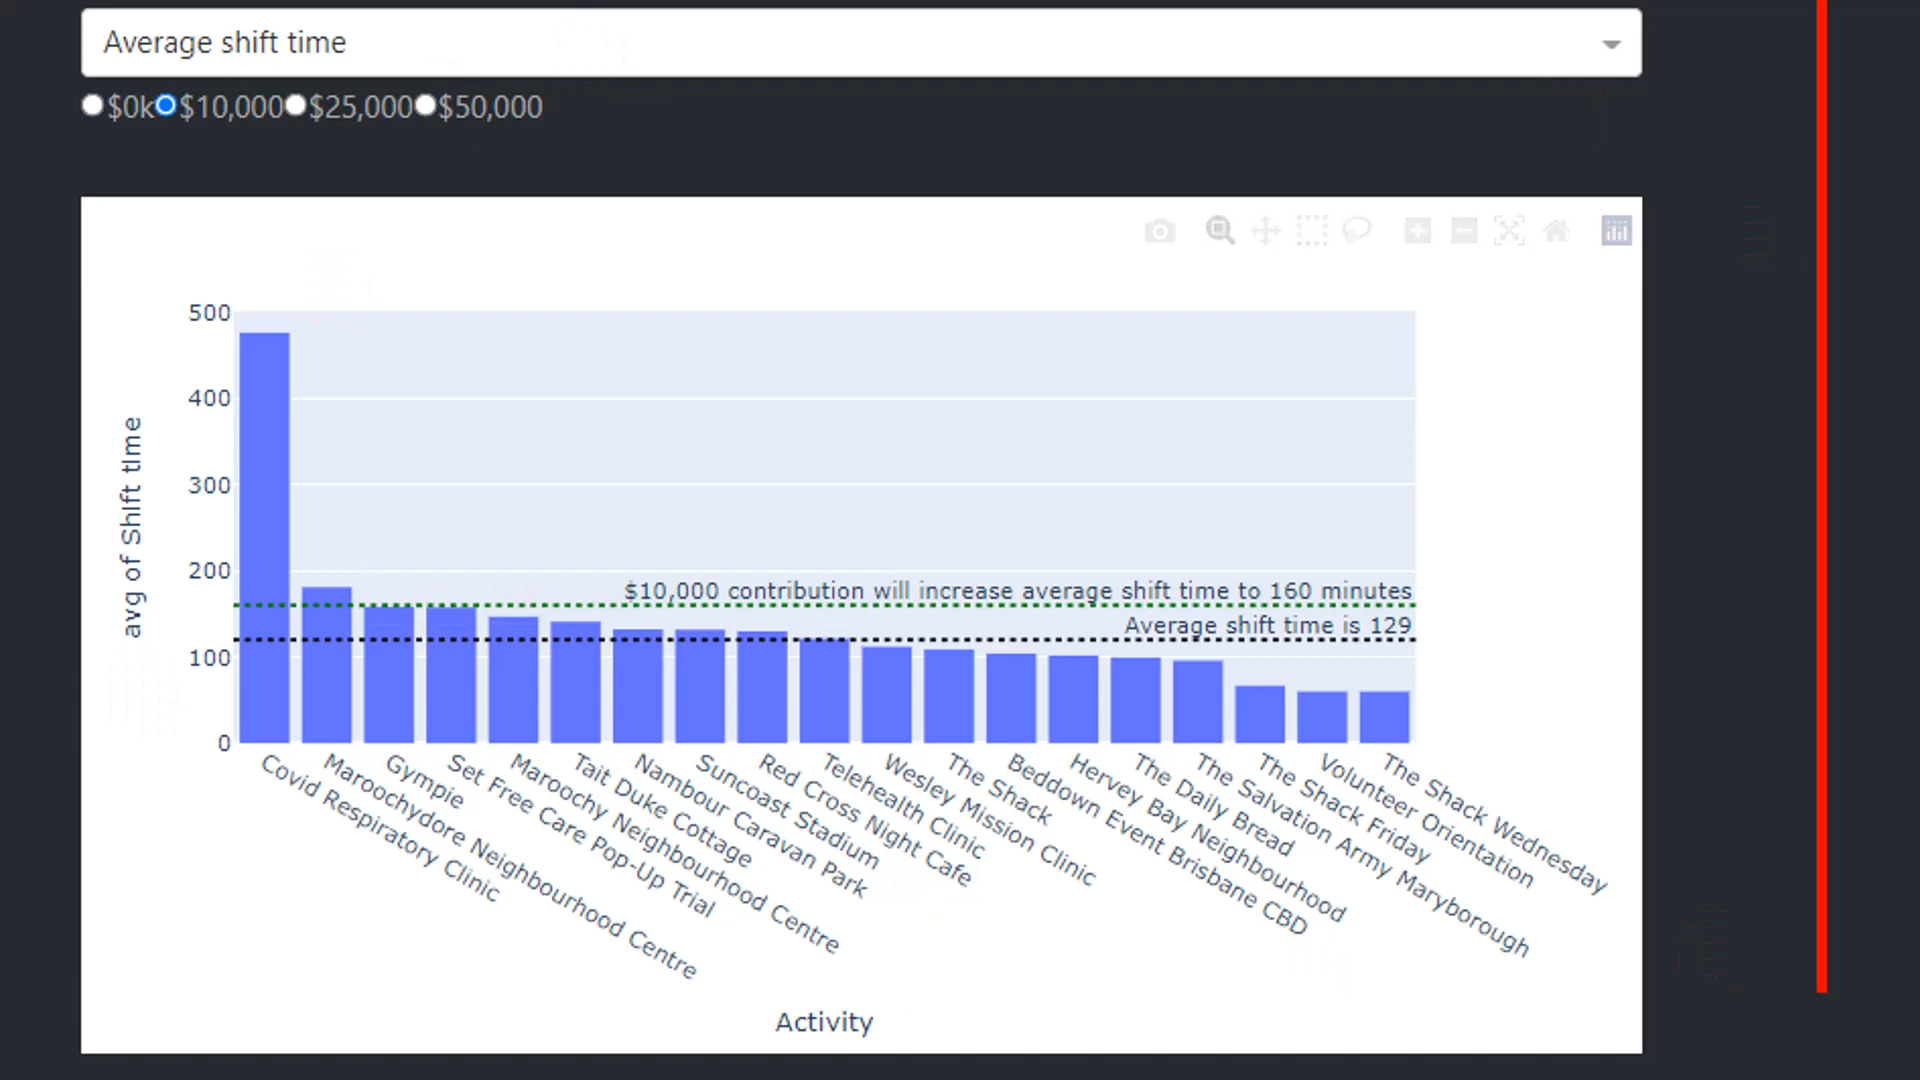 Average shift time
$0k $10,000 $25,000 $50,000
500
400
300
200
100
0
avg of Shift time
$10,000 contribution will increase average shift time to 160 minutes
Average shift time is 129
Covid Respiratory Clinic
Maroochydore Neighbourhood Centre
Gympie
Set Free Care Pop-Up Trial
Maroochy Neighbourhood Centre
Tait Duke Cottage
Nambour Caravan Park
Suncoast Stadium
Red Cross Night Cafe
Telehealth Clinic
Wesley Mission Clinic
The Shack
Beddown Event Brisbane CBD
Hervey Bay Neighbourhood
The Daily Bread
The Salvation Army Maryborough
The Shack Friday
Volunteer Orientation
The Shack Wednesday
Activity